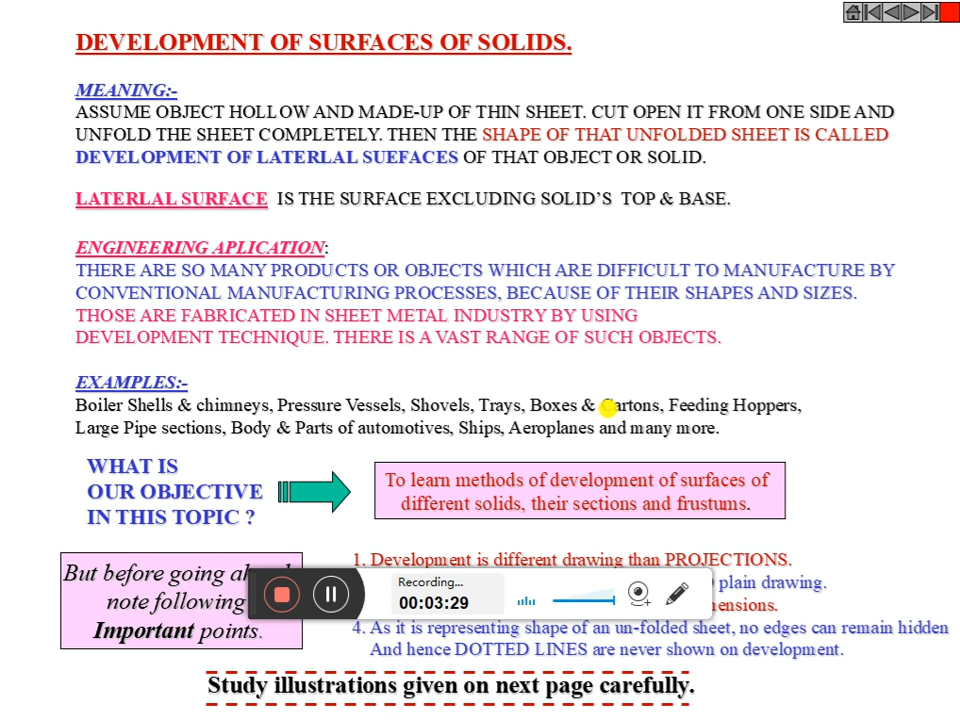 DEVELOPMENT OF SURFACES OF SOLIDS.
MEANING:-
ASSUME OBJECT HOLLOW AND MADE-UP OF THIN SHEET. CUT OPEN IT FROM ONE SIDE AND
UNFOLD THE SHEET COMPLETELY. THEN THE SHAPE OF THAT UNFOLDED SHEET IS CALLED
DEVELOPMENT OF LATERLAL SUEFACES OF THAT OBJECT OR SOLID.
LATERLAL SURFACE IS THE SURFACE EXCLUDING SOLID'S TOP & BASE.
ENGINEERING APLICATION:
THERE ARE SO MANY PRODUCTS OR OBJECTS WHICH ARE DIFFICULT TO MANUFACTURE BY
CONVENTIONAL MANUFACTURING PROCESSES, BECAUSE OF THEIR SHAPES AND SIZES.
THOSE ARE FABRICATED IN SHEET METAL INDUSTRY BY USING
DEVELOPMENT TECHNIQUE. THERE IS A VAST RANGE OF SUCH OBJECTS.
EXAMPLES:-
Boiler Shells & chimneys, Pressure Vessels, Shovels, Trays, Boxes & Cartons, Feeding Hoppers,
Large Pipe sections, Body & Parts of automotives, Ships, Aeroplanes and many more.
WHAT IS
OUR OBJECTIVE
IN THIS TOPIC ?
To learn methods of development of surfaces of
different solids, their sections and frustums.
But before going
note following
Important points.
1. Development is different drawing than PROJECTIONS.
plain drawing.
4. As it is representing shape of an un-folded sheet, no edges can remain hidden
And hence DOTTED LINES are never shown on development.
Recording...
00:03:29
Study illustrations given on next page carefully.